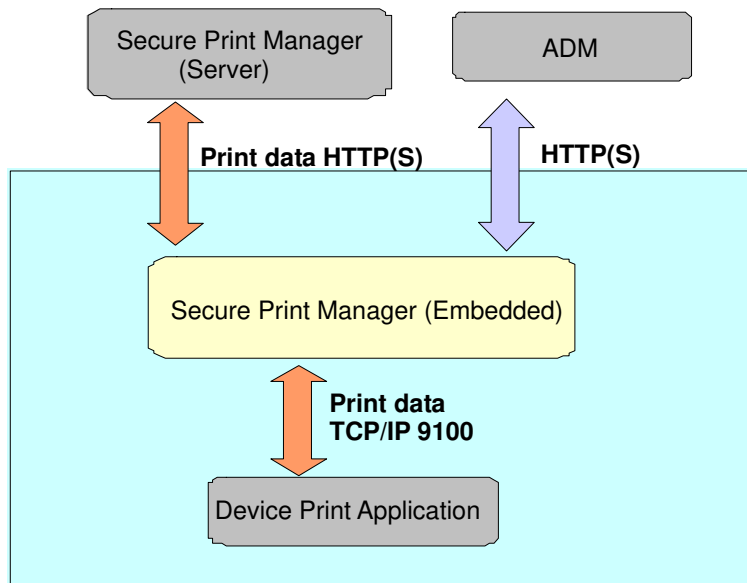 Secure Print Manager
(Server)
ADM
Print data HTTP(S)
HTTP(S)
Secure Print Manager (Embedded)
Print data
TCP/IP 9100
Device Print Application